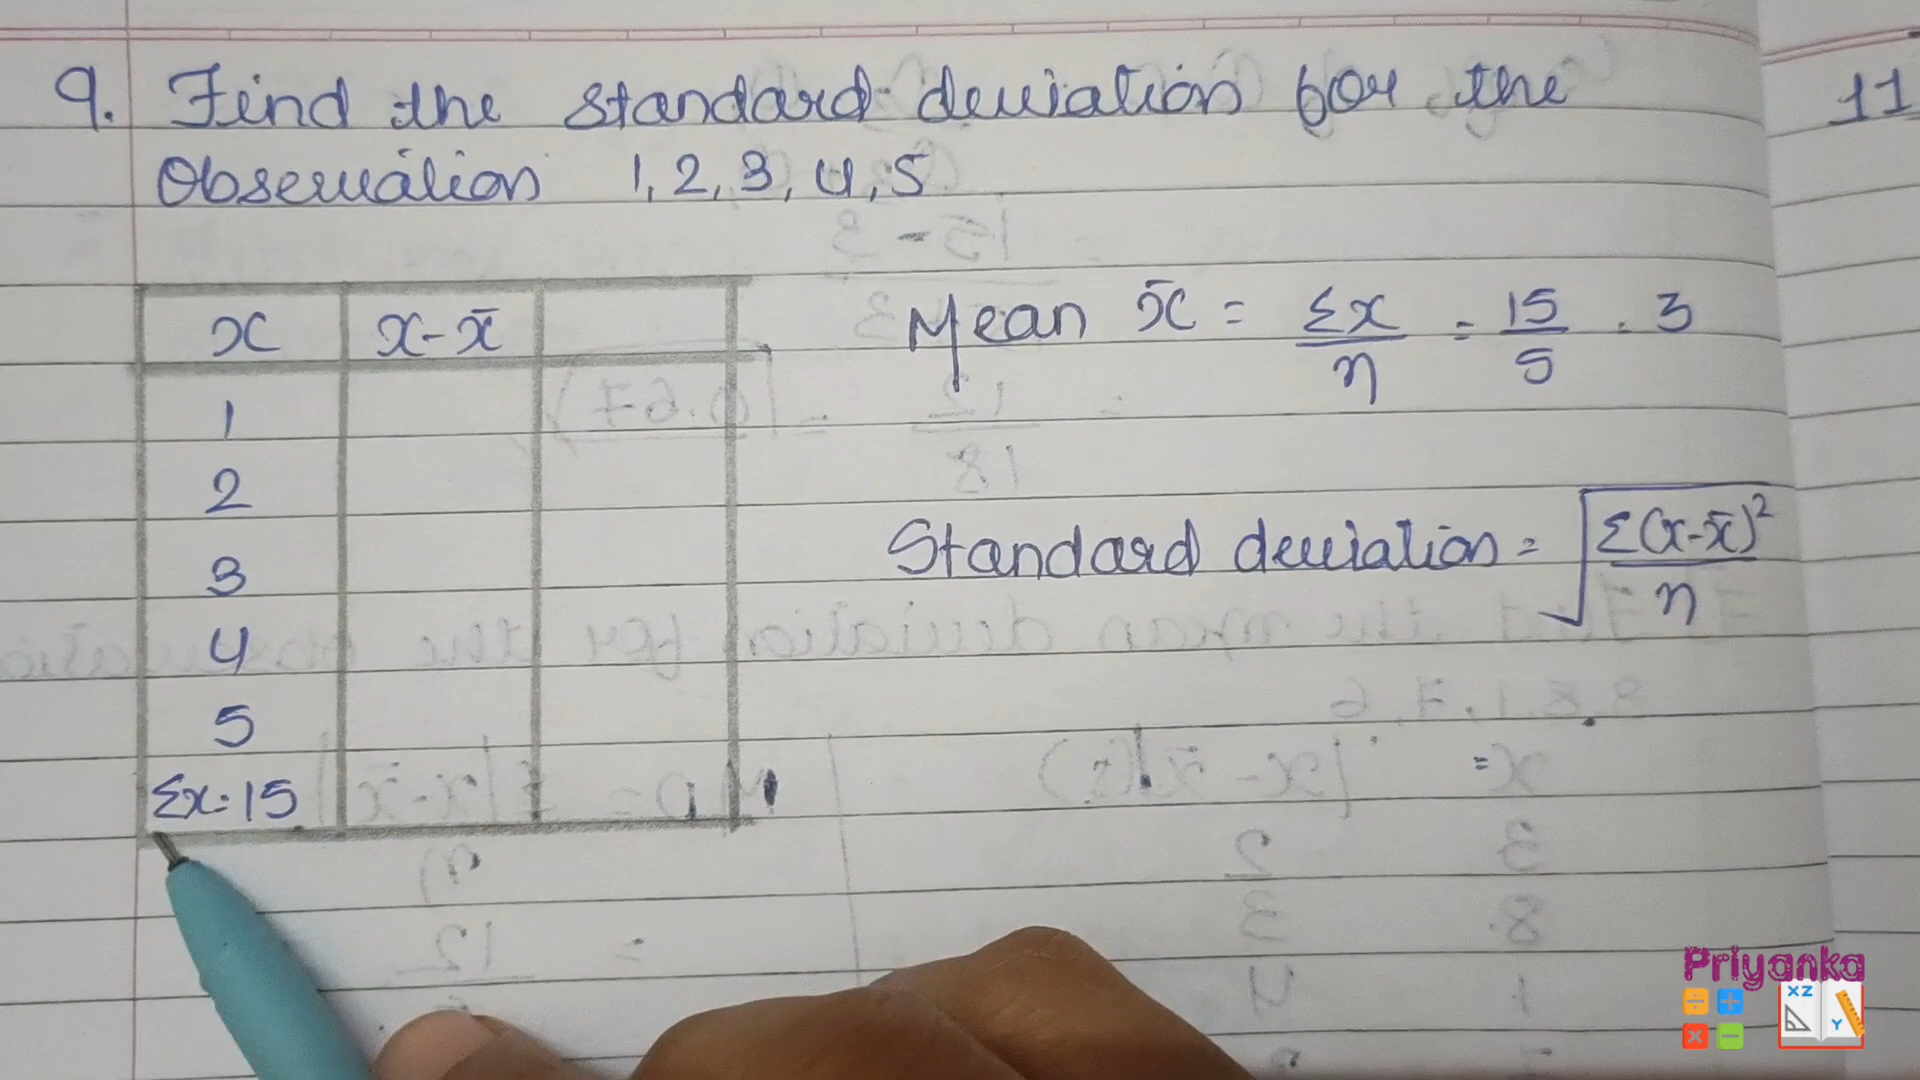 9. Find the standard deviation for the
Observation 1, 2, 3, 4, 5
11
x x-x̄
Mean x̄ = Σx/n = 15/5 = 3
1
2
Standard deviation = √(Σ(x-x̄)²/n)
3
4
5
Σx=15
Priyanka
XZ
Y